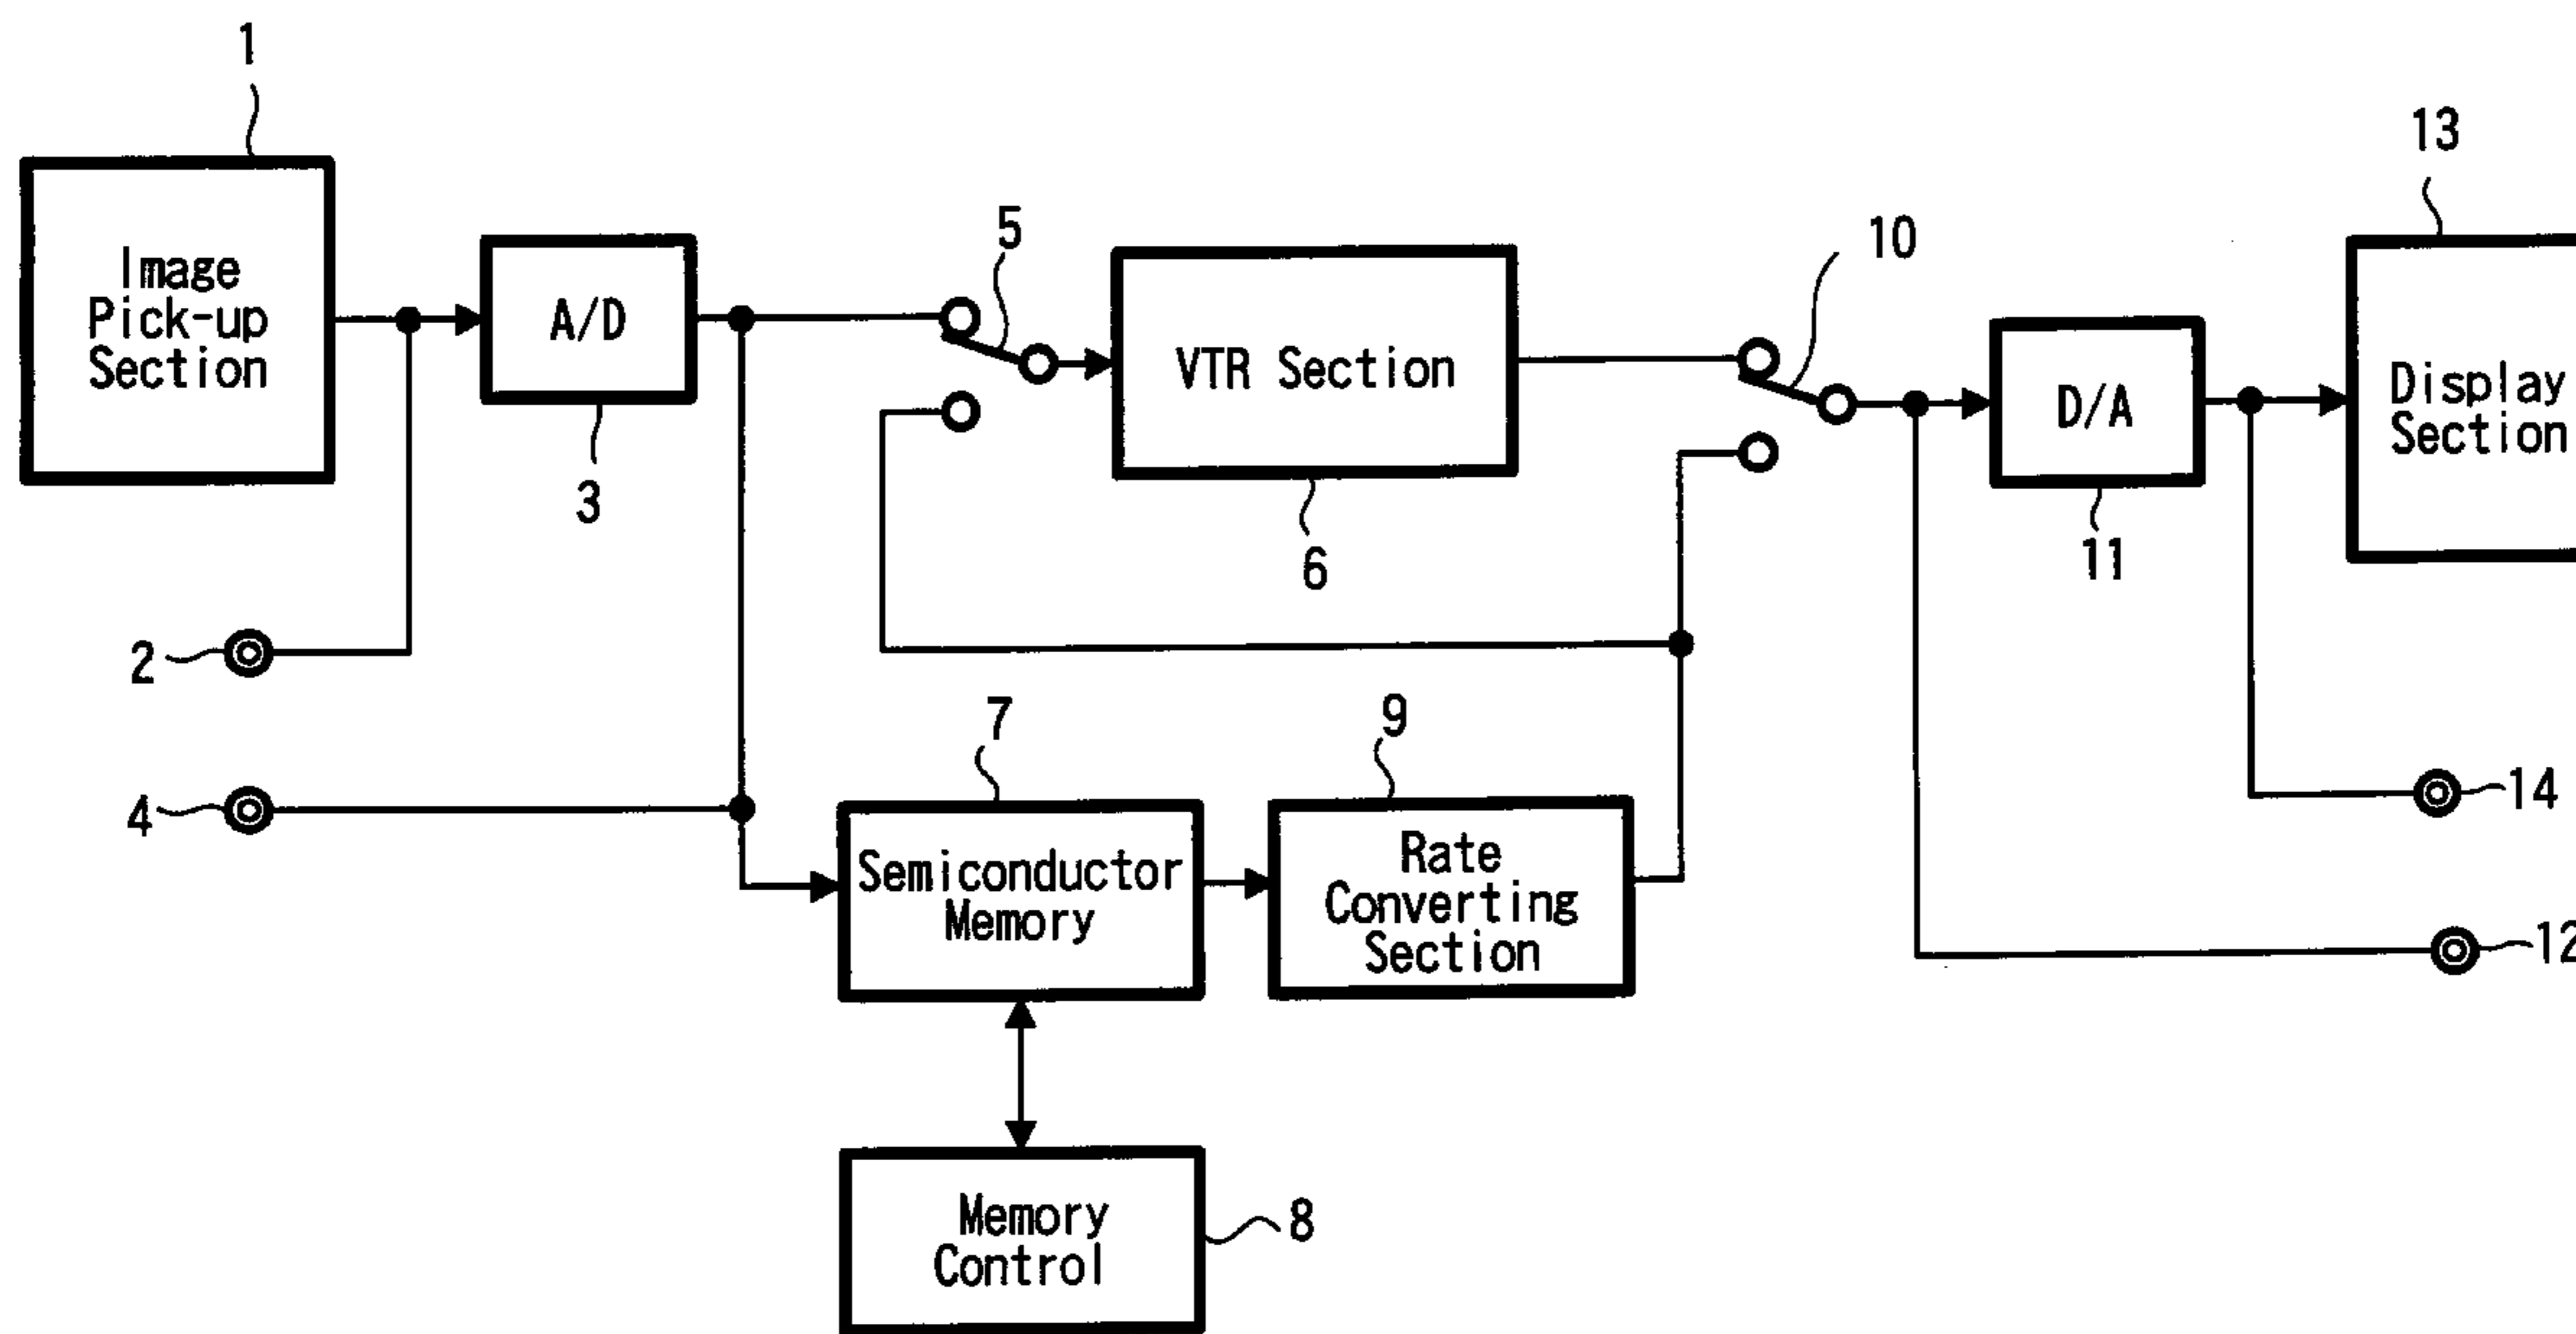 1
Image
Pick-up
Section
2
A/D
3
4
5
VTR Section
6
7
Semiconductor
Memory
Memory
Control
8
9
Rate
Converting
Section
10
D/A
11
13
Display
Section
14
12